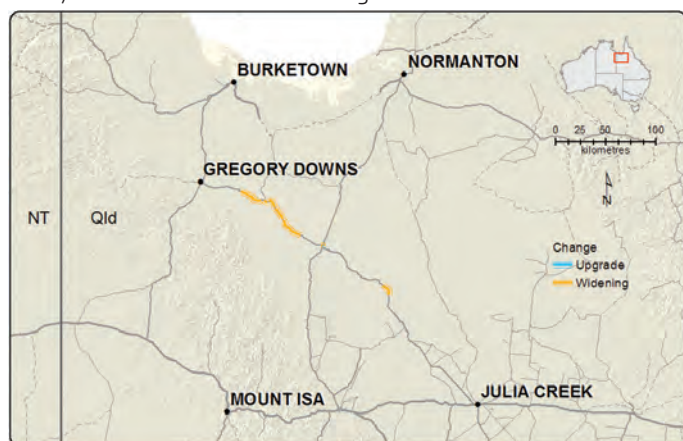 BURKETOWN
NORMANTON
0 25 50 100
kilometres
GREGORY DOWNS
N
NT
Qld
Change
Upgrade
Widening
MOUNT ISA
JULIA CREEK